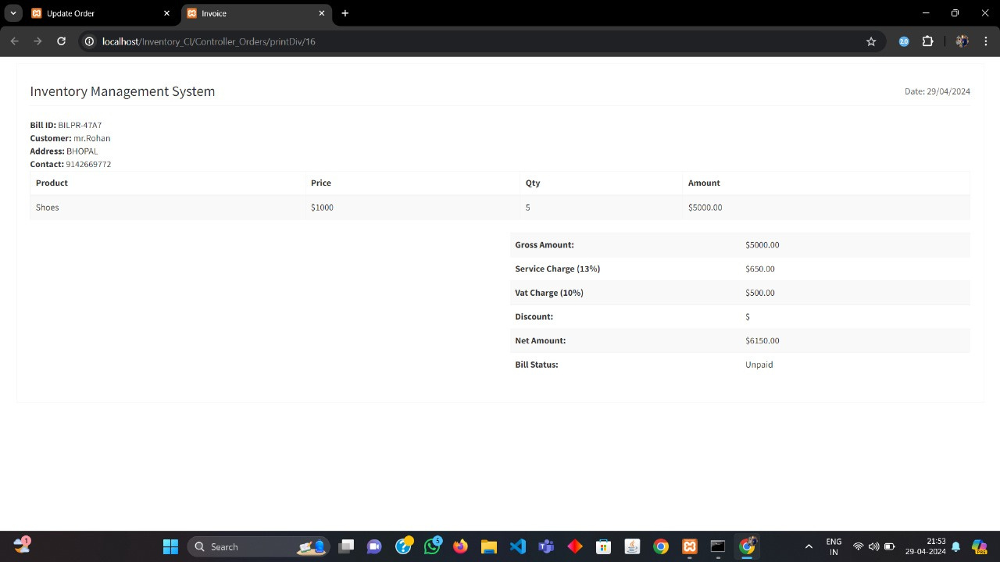 Update Order
Invoice
localhost/Inventory_CI/Controller_Orders/printDiv/16
2.0
Inventory Management System
Date: 29/04/2024
Bill ID: BILPR-47A7
Customer: mr.Rohan
Address: BHOPAL
Contact: 9142669772
Product Price Qty Amount
Shoes $1000 5 $5000.00
Gross Amount: $5000.00
Service Charge (13%) $650.00
Vat Charge (10%) $500.00
Discount: $
Net Amount: $6150.00
Bill Status: Unpaid
1
Search
5
ENG
IN
21:53
29-04-2024
PRE